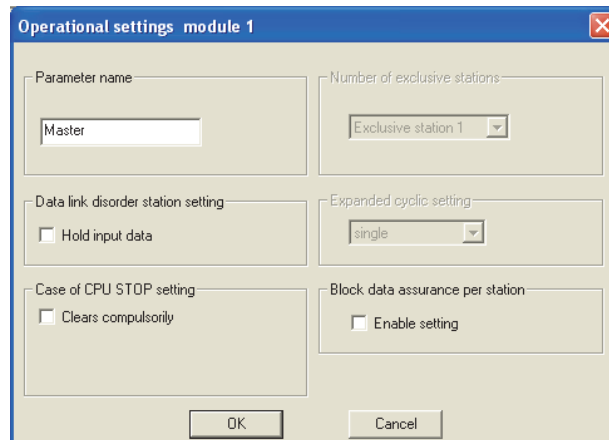 Operational settings  module 1
Parameter name
Master
Number of exclusive stations
Exclusive station 1
Data link disorder station setting
Hold input data
Expanded cyclic setting
single
Case of CPU STOP setting
Clears compulsorily
Block data assurance per station
Enable setting
OK
Cancel